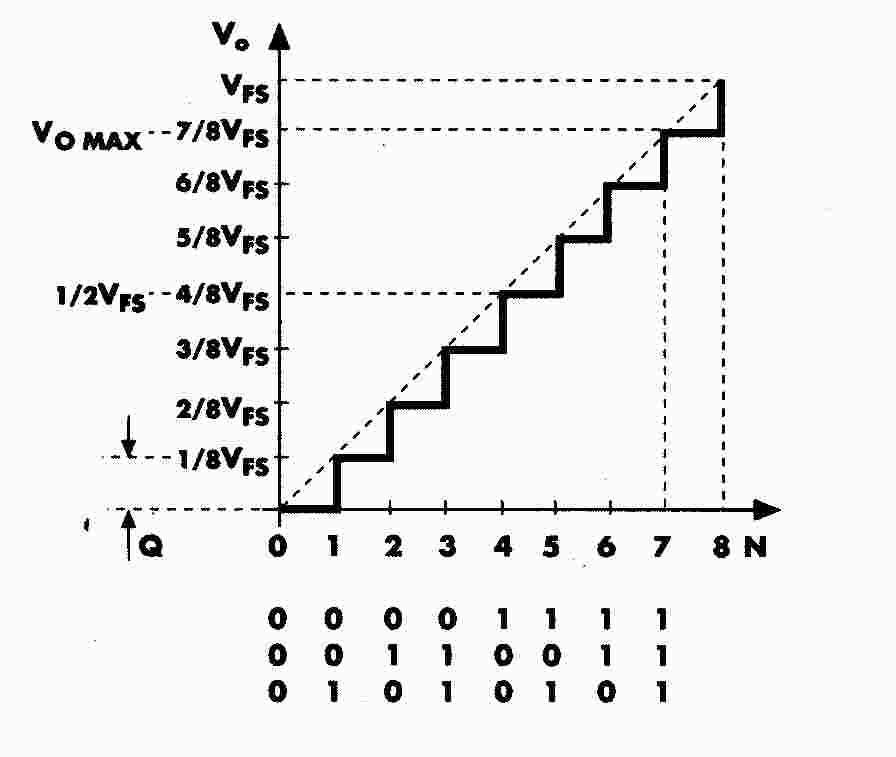 Vo
VFS
VO MAX 7/8VFS
6/8VFS
5/8VFS
1/2VFS 4/8VFS
3/8VFS
2/8VFS
1/8VFS
Q 0 1 2 3 4 5 6 7 8 N
0 0 0 0 1 1 1 1
0 0 1 1 0 0 1 1
0 1 0 1 0 1 0 1